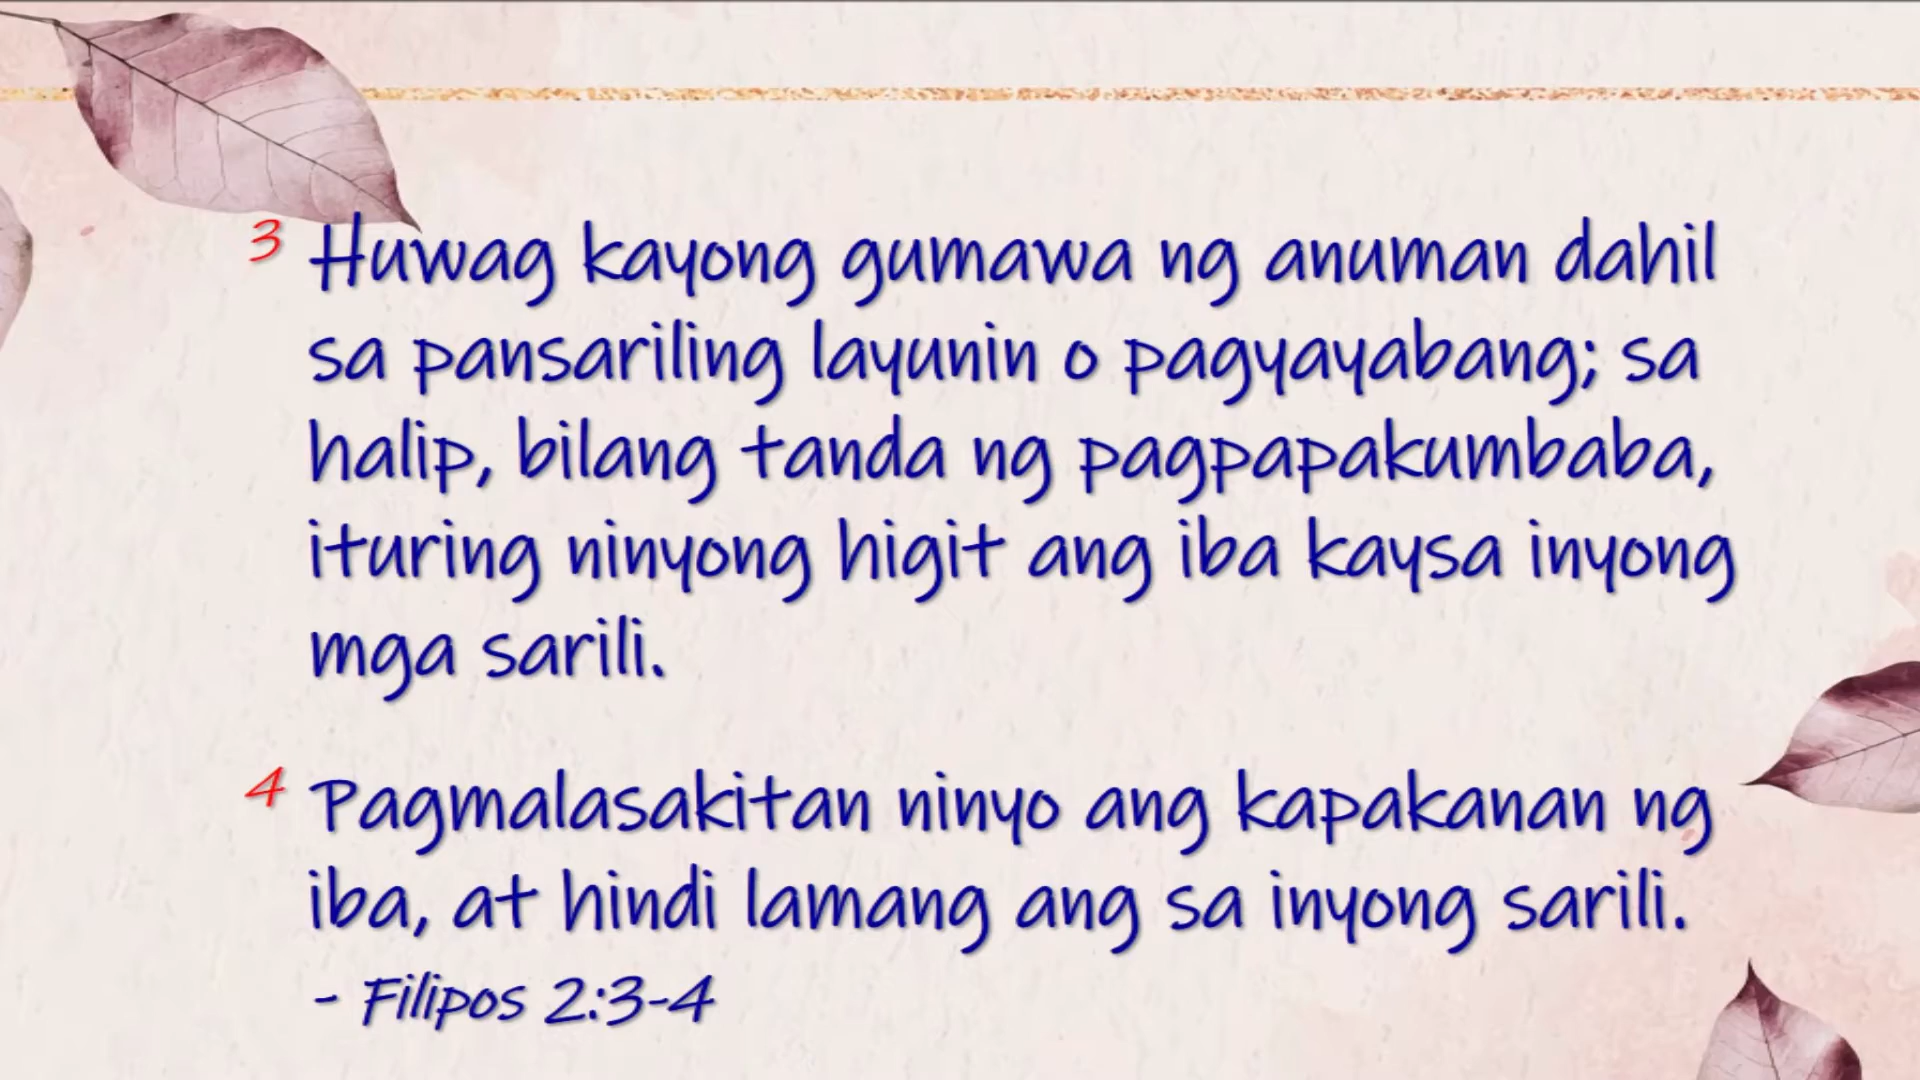 3 Huwag kayong gumawa ng anuman dahil
sa pansariling layunin o pagyayabang; sa
halip, bilang tanda ng pagpapakumbaba,
ituring ninyong higit ang iba kaysa inyong
mga sarili.
4 Pagmalasakitan ninyo ang kapakanan ng
iba, at hindi lamang ang sa inyong sarili.
- Filipos 2:3-4